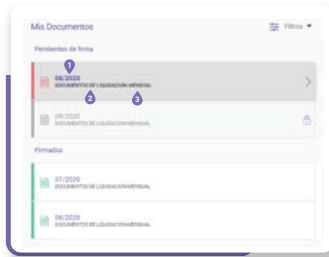 Mis Documentos
Filtros
Pendientes de firma
1
08/2020
DOCUMENTOS DE LIQUIDACION MENSUAL
2
3
09/2020
DOCUMENTOS DE LIQUIDACION MENSUAL
Firmados
07/2020
DOCUMENTOS DE LIQUIDACION MENSUAL
06/2020
DOCUMENTOS DE LIQUIDACION MENSUAL